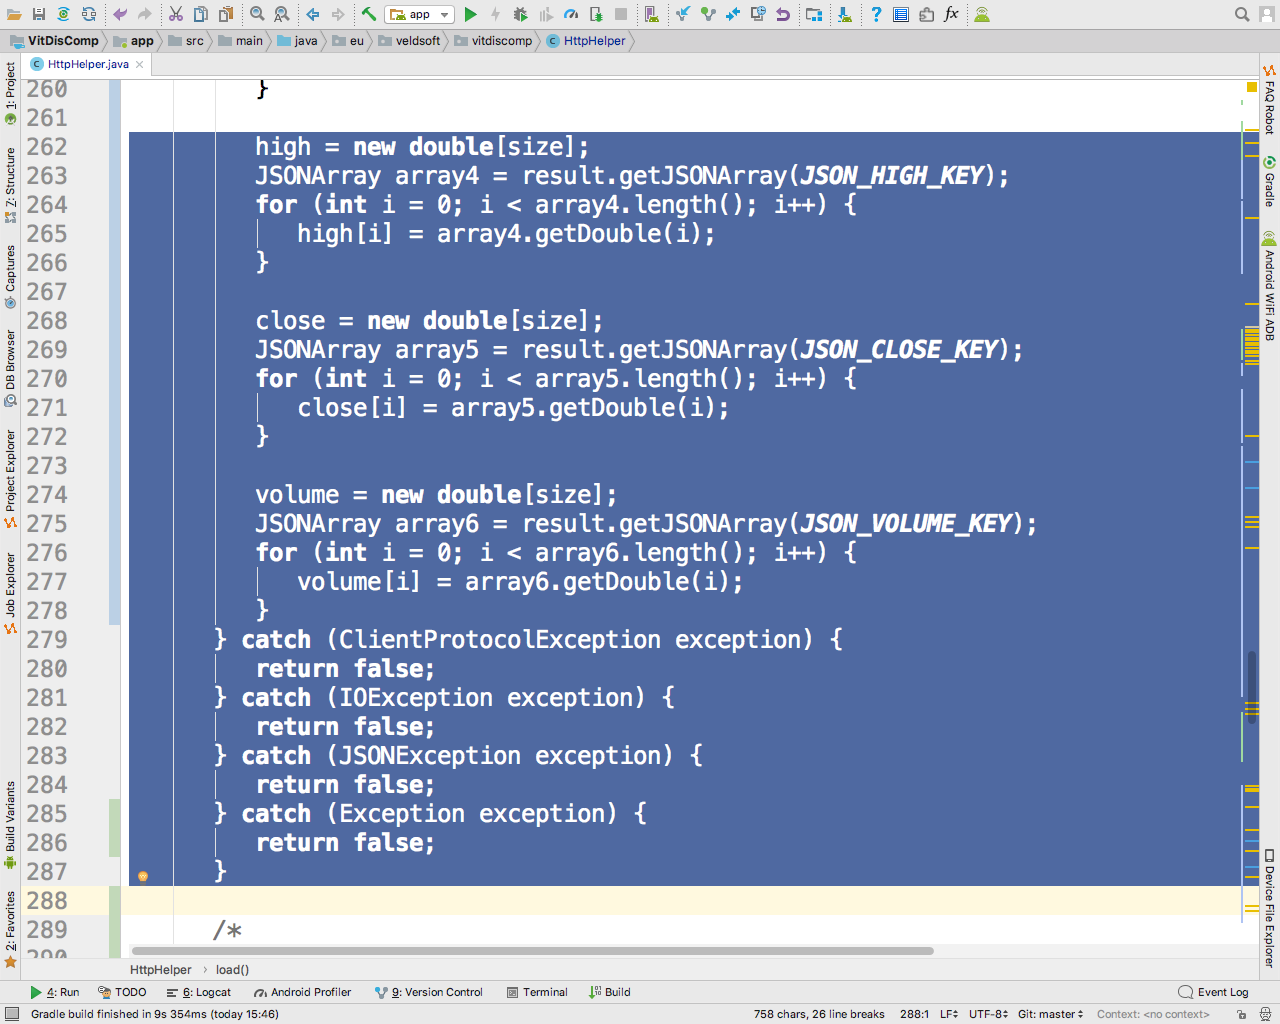 app
VitDisComp app src main java eu veldsoft vitdiscomp HttpHelper
HttpHelper.java
1: Project
Z: Structure
Captures
DB Browser
Project Explorer
Job Explorer
Build Variants
2: Favorites
260 }
261
262 high = new double[size];
263 JSONArray array4 = result.getJSONArray(JSON_HIGH_KEY);
264 for (int i = 0; i < array4.length(); i++) {
265 high[i] = array4.getDouble(i);
266 }
267
268 close = new double[size];
269 JSONArray array5 = result.getJSONArray(JSON_CLOSE_KEY);
270 for (int i = 0; i < array5.length(); i++) {
271 close[i] = array5.getDouble(i);
272 }
273
274 volume = new double[size];
275 JSONArray array6 = result.getJSONArray(JSON_VOLUME_KEY);
276 for (int i = 0; i < array6.length(); i++) {
277 volume[i] = array6.getDouble(i);
278 }
279 } catch (ClientProtocolException exception) {
280 return false;
281 } catch (IOException exception) {
282 return false;
283 } catch (JSONException exception) {
284 return false;
285 } catch (Exception exception) {
286 return false;
287 }
288
289 /*
290
FAQ Robot
Gradle
Android WiFi ADB
Device File Explorer
HttpHelper › load()
4: Run TODO 6: Logcat Android Profiler 9: Version Control Terminal Build Event Log
Gradle build finished in 9s 354ms (today 15:46) 758 chars, 26 line breaks 288:1 LF UTF-8 Git: master Context: <no context>